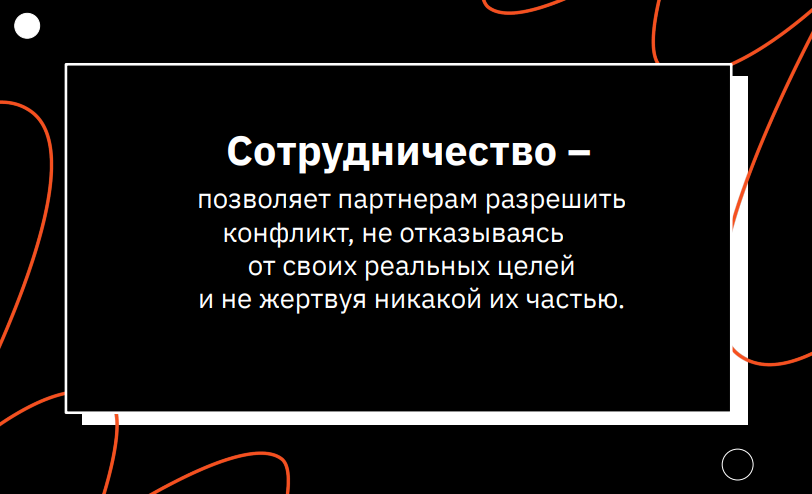 Сотрудничество –
позволяет партнерам разрешить
конфликт, не отказываясь
от своих реальных целей
и не жертвуя никакой их частью.